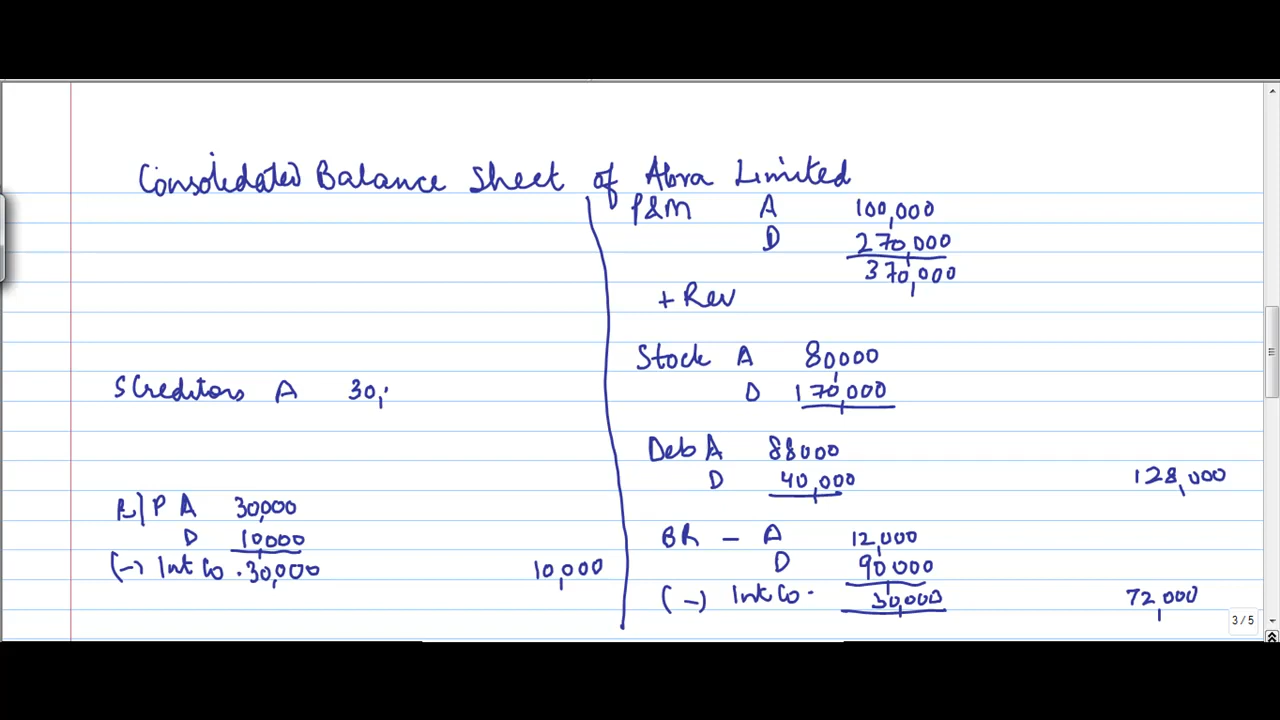 Consolidated Balance Sheet of Abra Limited
P&M A 100,000
D 270,000
370,000
+ Rev
Stock A 80000
D 170,000
Deb A 88000
D 40,000 128,000
BR - A 12,000
D 90000
(-) Int Co. 30,000 72,000
S Creditors A 30,
B/P A 30,000
D 10000
(-) Int Co. 30,000 10,000
3 / 5